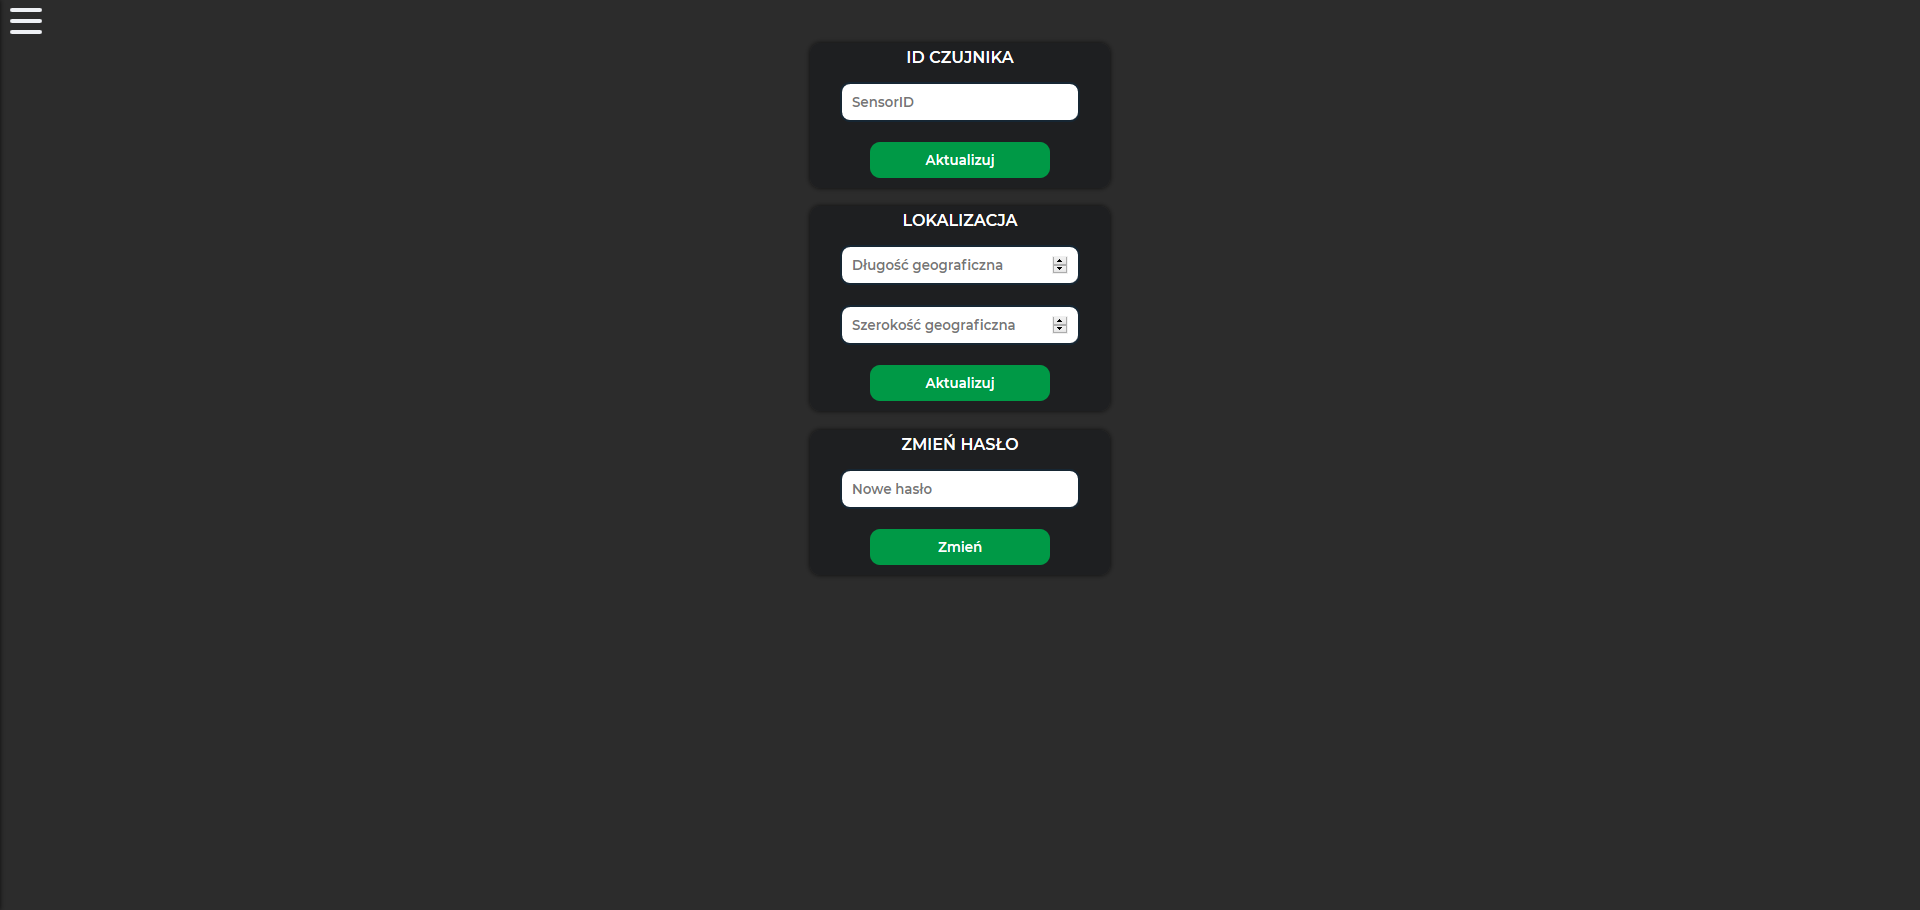 ID CZUJNIKA
SensorID
Aktualizuj
LOKALIZACJA
Długość geograficzna
Szerokość geograficzna
Aktualizuj
ZMIEŃ HASŁO
Nowe hasło
Zmień